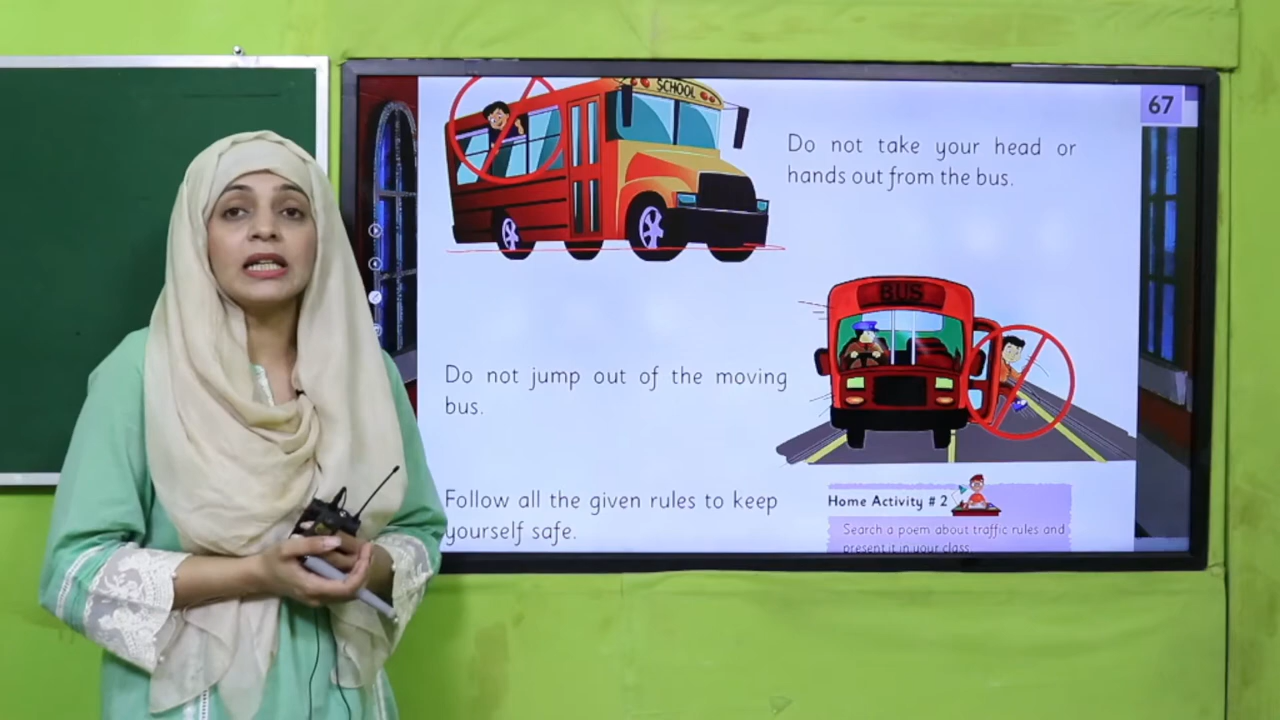 67
SCHOOL
Do not take your head or
hands out from the bus.
BUS
Do not jump out of the moving
bus.
Follow all the given rules to keep
yourself safe.
Home Activity # 2
Search a poem about traffic rules and
present it in your class.